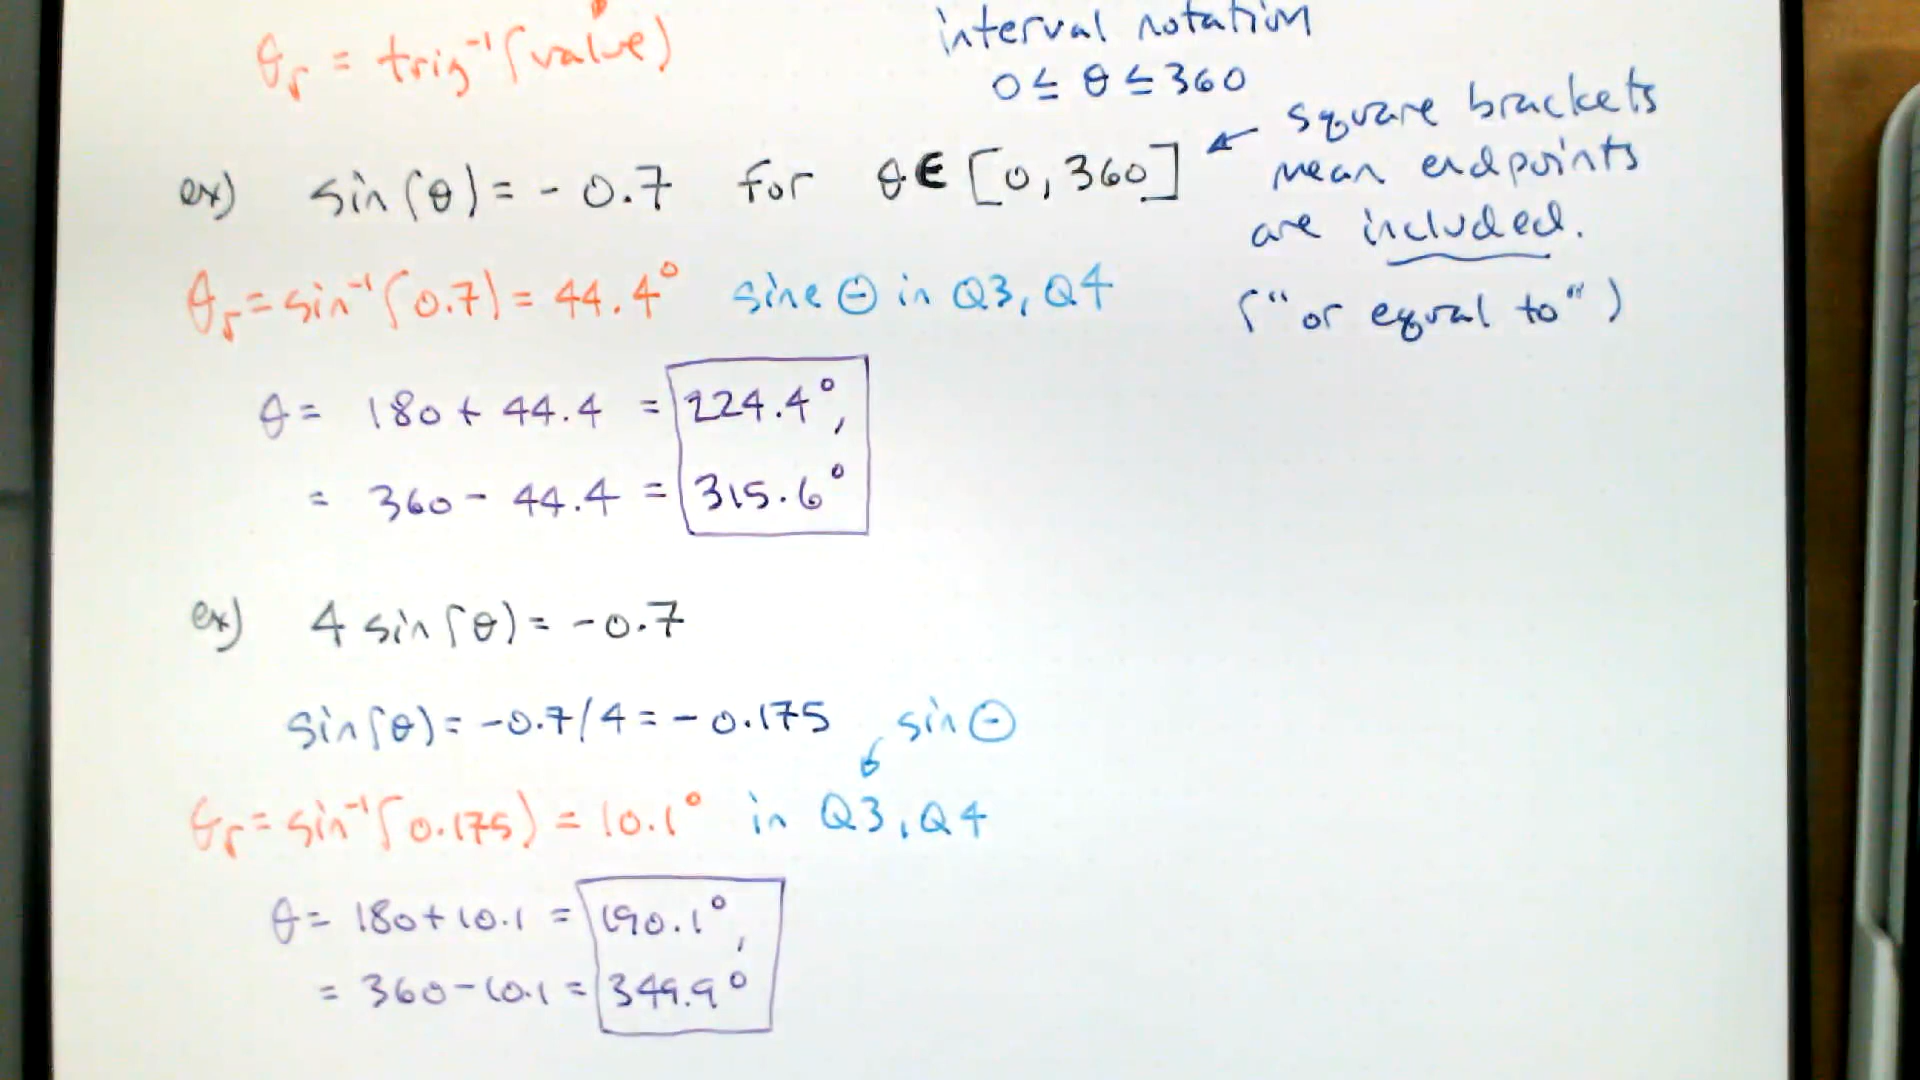 θr = trig⁻¹(value)
interval notation
0 ≤ θ ≤ 360
ex) sin(θ) = -0.7 for θ ∈ [0, 360]
← square brackets
mean endpoints
are included.
("or equal to")
θr = sin⁻¹(0.7) = 44.4° sine ⊖ in Q3, Q4
θ = 180 + 44.4 = 224.4°,
= 360 - 44.4 = 315.6°
ex) 4 sin(θ) = -0.7
sin(θ) = -0.7/4 = -0.175
sin ⊖
θr = sin⁻¹(0.175) = 10.1° in Q3, Q4
θ = 180 + 10.1 = 190.1°,
= 360 - 10.1 = 349.9°